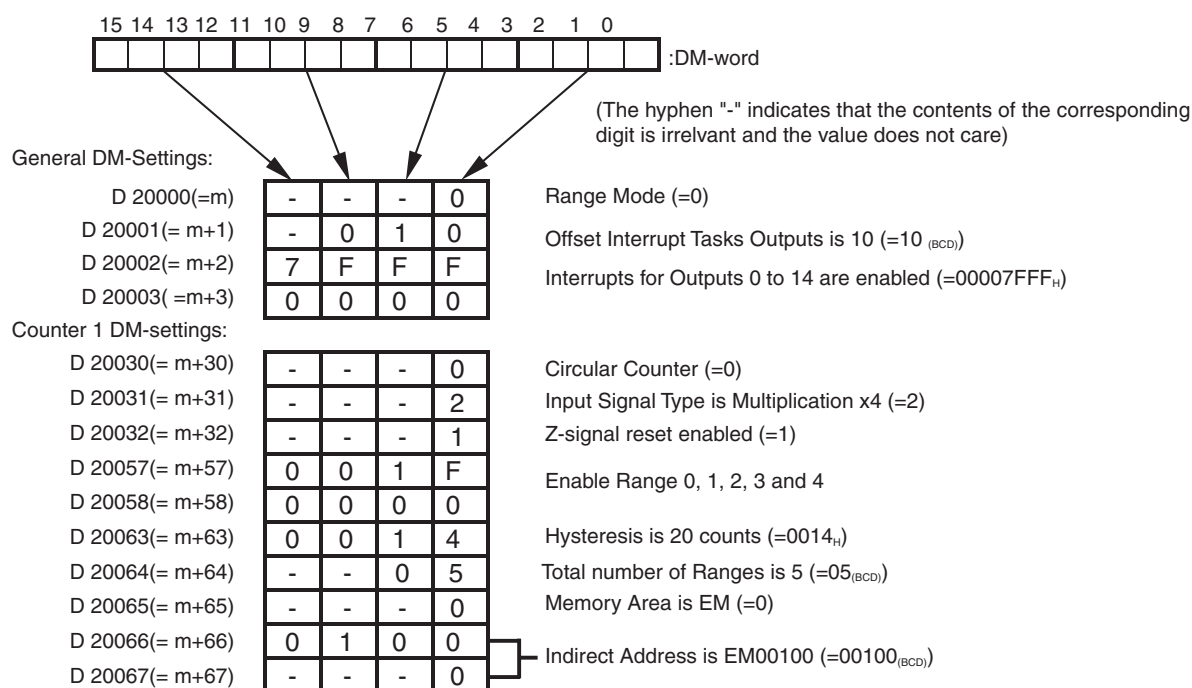 15 14 13 12 11 10 9 8 7 6 5 4 3 2 1 0
:DM-word
(The hyphen "-" indicates that the contents of the corresponding
digit is irrelvant and the value does not care)
General DM-Settings:
D 20000(=m) - - - 0 Range Mode (=0)
D 20001(= m+1) - 0 1 0 Offset Interrupt Tasks Outputs is 10 (=10 (BCD))
D 20002(= m+2) 7 F F F Interrupts for Outputs 0 to 14 are enabled (=00007FFFH)
D 20003( =m+3) 0 0 0 0
Counter 1 DM-settings:
D 20030(= m+30) - - - 0 Circular Counter (=0)
D 20031(= m+31) - - - 2 Input Signal Type is Multiplication x4 (=2)
D 20032(= m+32) - - - 1 Z-signal reset enabled (=1)
D 20057(= m+57) 0 0 1 F Enable Range 0, 1, 2, 3 and 4
D 20058(= m+58) 0 0 0 0
D 20063(= m+63) 0 0 1 4 Hysteresis is 20 counts (=0014H)
D 20064(= m+64) - - 0 5 Total number of Ranges is 5 (=05(BCD))
D 20065(= m+65) - - - 0 Memory Area is EM (=0)
D 20066(= m+66) 0 1 0 0 Indirect Address is EM00100 (=00100(BCD))
D 20067(= m+67) - - - 0